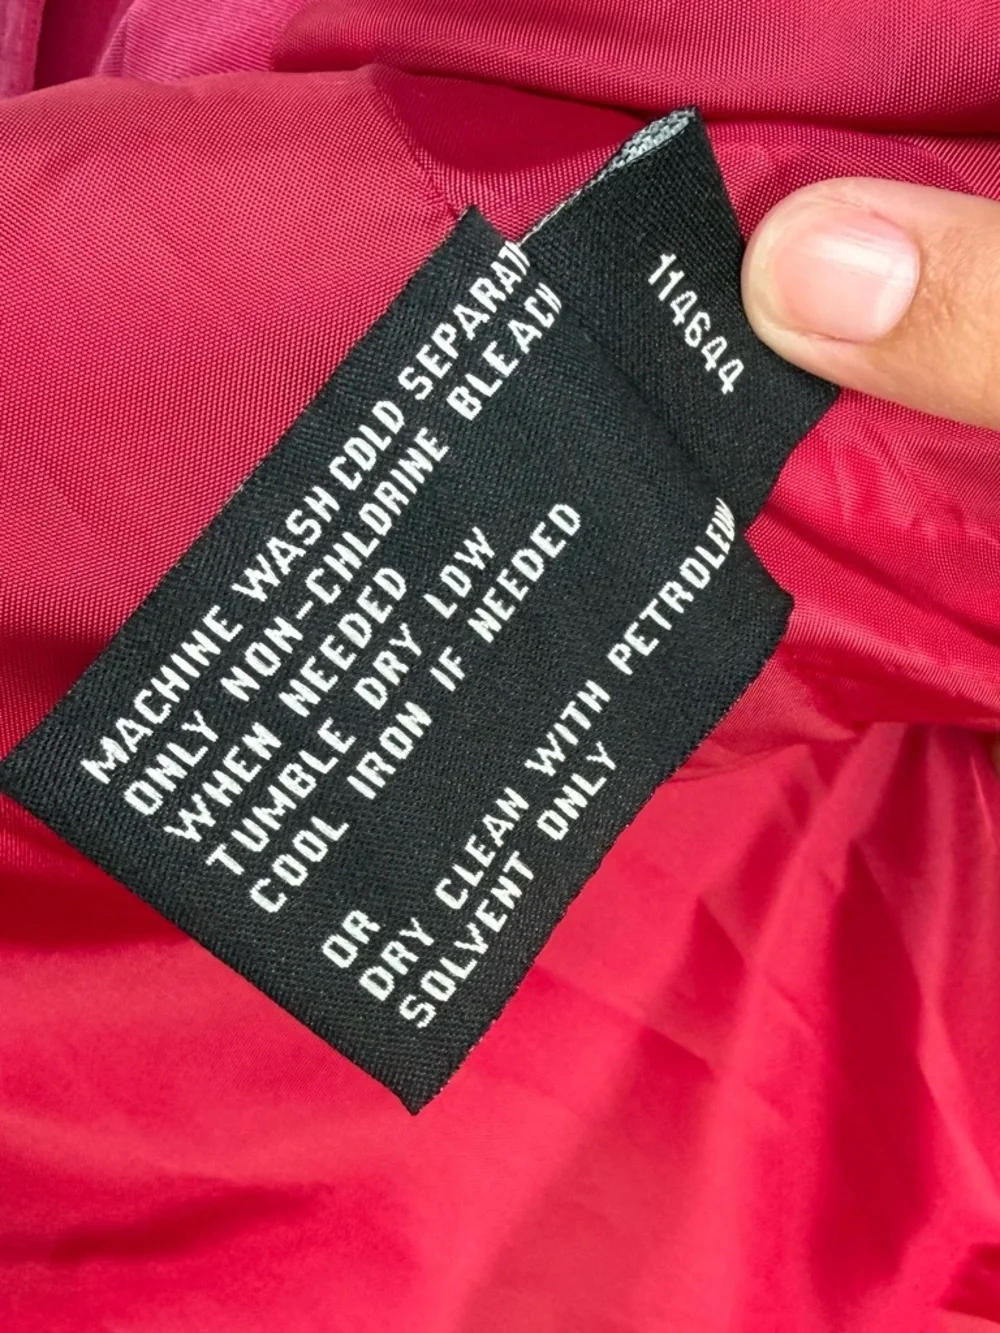 MACHINE WASH COLD SEPARAT
ONLY NON-CHLORINE BLEACH
WHEN NEEDED
TUMBLE DRY LOW
COOL IRON IF NEEDED
OR
DRY CLEAN WITH PETROLEUM
SOLVENT ONLY
114644